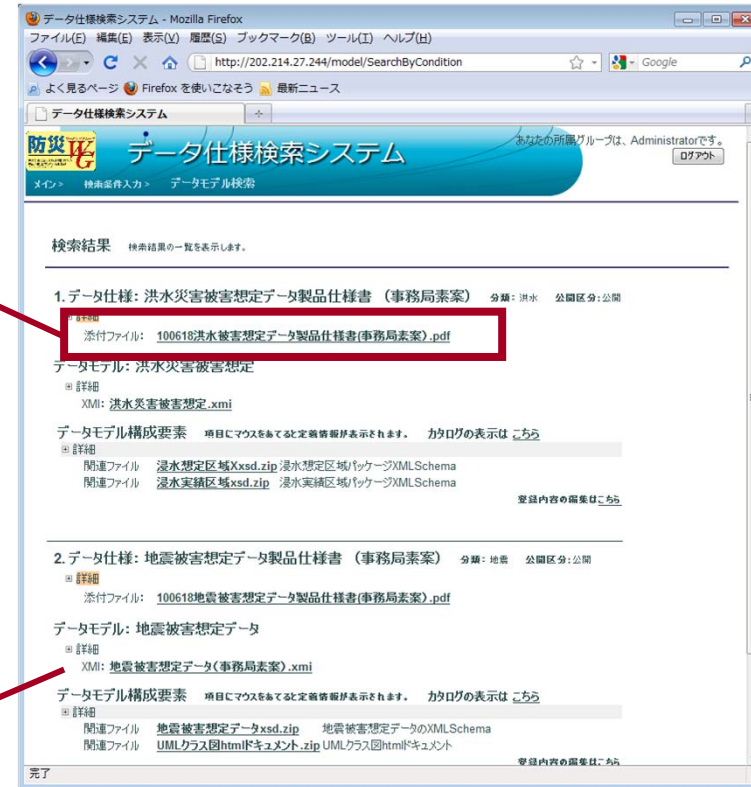 データ仕様検索システム - Mozilla Firefox
ファイル(F) 編集(E) 表示(V) 履歴(S) ブックマーク(B) ツール(T) ヘルプ(H)
http://202.214.27.244/model/SearchByCondition
Google
よく見るページ Firefox を使いこなそう 最新ニュース
データ仕様検索システム
防災
データ仕様検索システム
あなたの所属グループは、Administratorです。
ログアウト
メイン> 検索条件入力> データモデル検索
検索結果 検索結果の一覧を表示します。
1. データ仕様: 洪水災害被害想定データ製品仕様書 (事務局素案) 分類: 洪水 公開区分:公開
詳細
添付ファイル: 100618洪水被害想定データ製品仕様書(事務局素案).pdf
データモデル: 洪水災害被害想定
詳細
XMI: 洪水災害被害想定.xmi
データモデル構成要素 項目にマウスをあてると定義情報が表示されます。 カタログの表示は こちら
詳細
関連ファイル 浸水想定区域Xxsd.zip 浸水想定区域パッケージXMLSchema
関連ファイル 浸水実績区域xsd.zip 浸水実績区域パッケージXMLSchema
登録内容の編集はこちら
2. データ仕様: 地震被害想定データ製品仕様書 (事務局素案) 分類: 地震 公開区分:公開
詳細
添付ファイル: 100618地震被害想定データ製品仕様書(事務局素案).pdf
データモデル: 地震被害想定データ
詳細
XMI: 地震被害想定データ(事務局素案).xmi
データモデル構成要素 項目にマウスをあてると定義情報が表示されます。 カタログの表示は こちら
詳細
関連ファイル 地震被害想定データxsd.zip 地震被害想定データのXMLSchema
関連ファイル UMLクラス図htmlドキュメント.zip UMLクラス図htmlドキュメント
登録内容の編集はこちら
完了